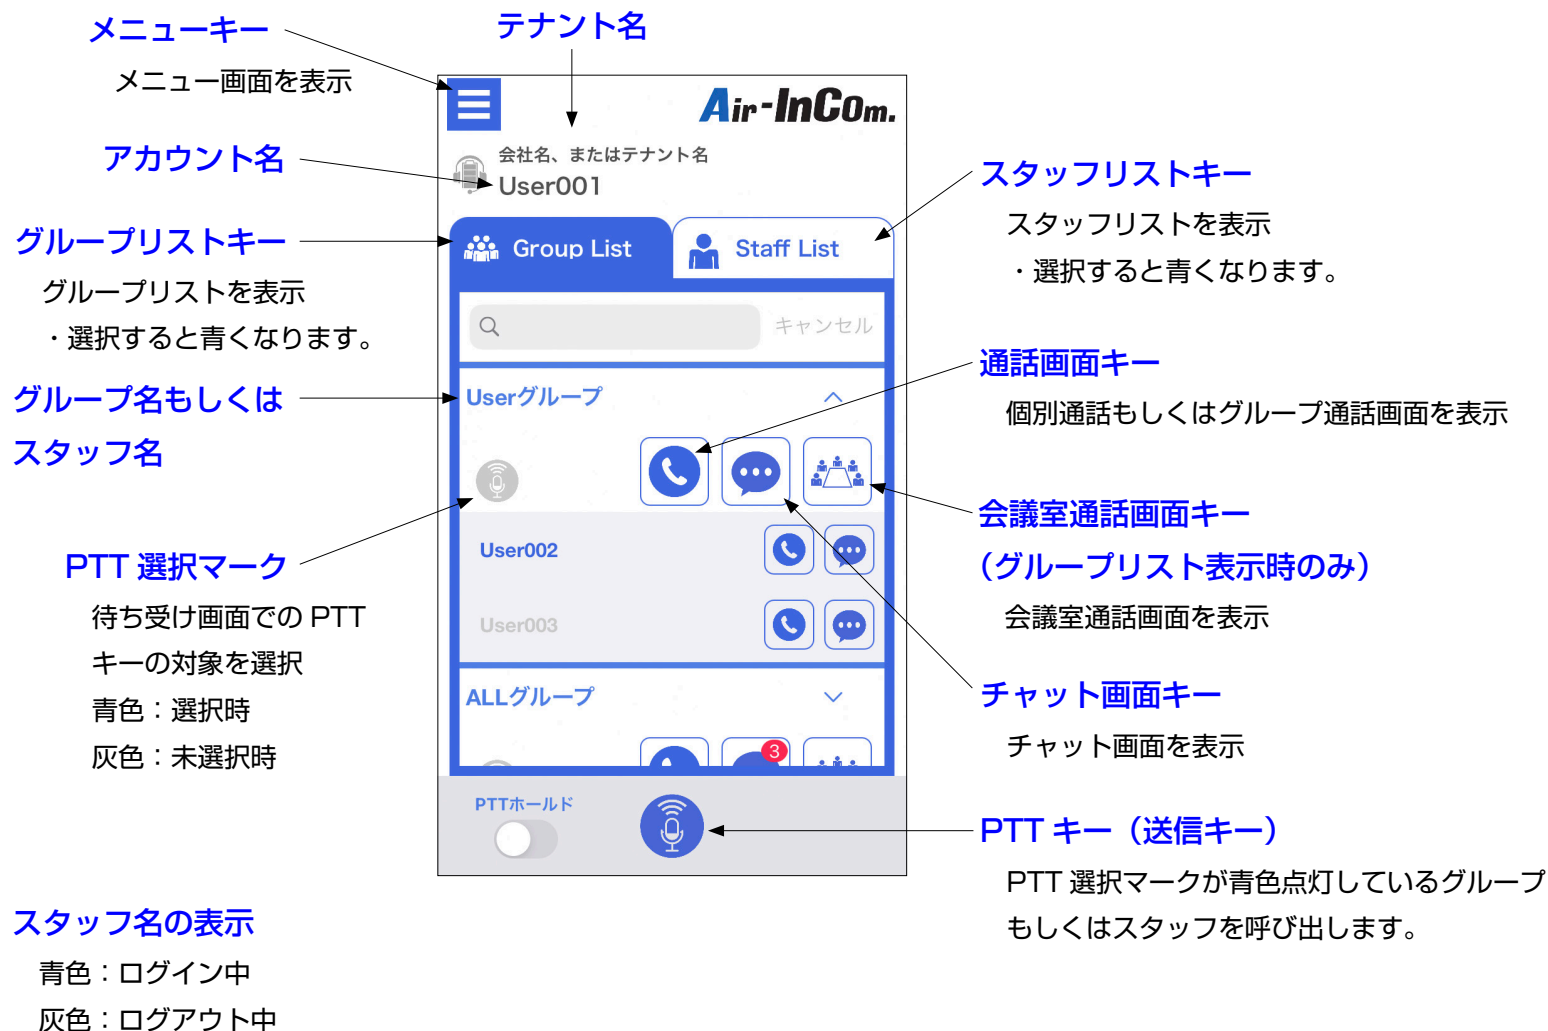 メニューキー
メニュー画面を表示
テナント名
アカウント名
グループリストキー
グループリストを表示
・選択すると青くなります。
グループ名もしくは
スタッフ名
PTT 選択マーク
待ち受け画面での PTT
キーの対象を選択
青色：選択時
灰色：未選択時
スタッフ名の表示
青色：ログイン中
灰色：ログアウト中
Air-InCom.
会社名、またはテナント名
User001
Group List
Staff List
キャンセル
Userグループ
User002
User003
ALLグループ
3
PTTホールド
スタッフリストキー
スタッフリストを表示
・選択すると青くなります。
通話画面キー
個別通話もしくはグループ通話画面を表示
会議室通話画面キー
（グループリスト表示時のみ）
会議室通話画面を表示
チャット画面キー
チャット画面を表示
PTT キー（送信キー）
PTT 選択マークが青色点灯しているグループ
もしくはスタッフを呼び出します。